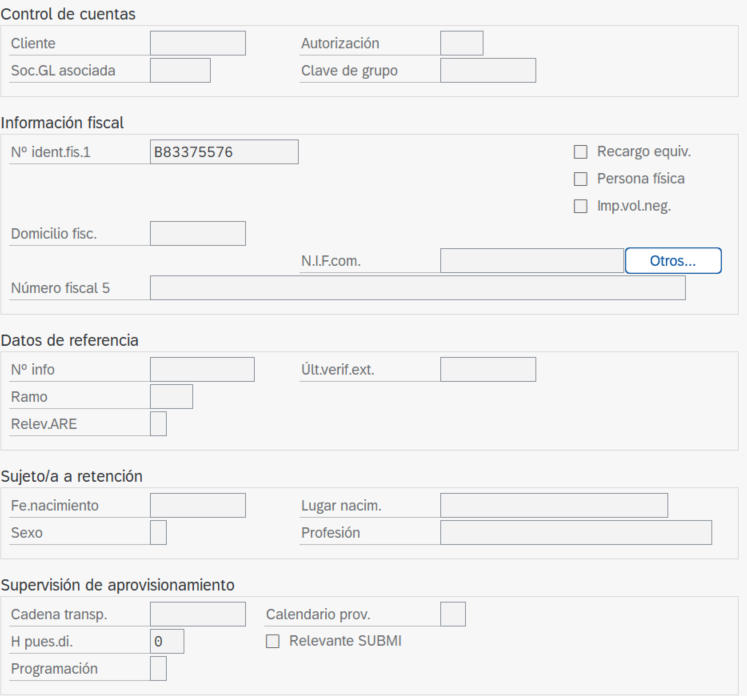 Control de cuentas
Cliente Autorización
Soc.GL asociada Clave de grupo
Información fiscal
Nº ident.fis.1 B83375576 Recargo equiv.
Persona física
Imp.vol.neg.
Domicilio fisc.
N.I.F.com. Otros...
Número fiscal 5
Datos de referencia
Nº info Últ.verif.ext.
Ramo
Relev.ARE
Sujeto/a a retención
Fe.nacimiento Lugar nacim.
Sexo Profesión
Supervisión de aprovisionamiento
Cadena transp. Calendario prov.
H pues.di. 0 Relevante SUBMI
Programación